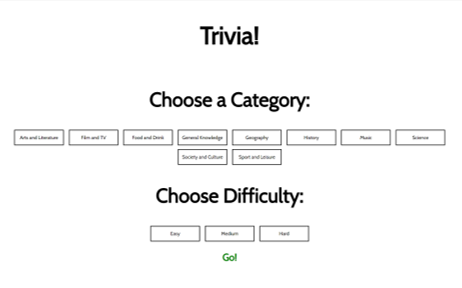 Trivia!
Choose a Category:
Arts and Literature Film and TV Food and Drink General Knowledge Geography History Music Science
Society and Culture Sport and Leisure
Choose Difficulty:
Easy Medium Hard
Go!